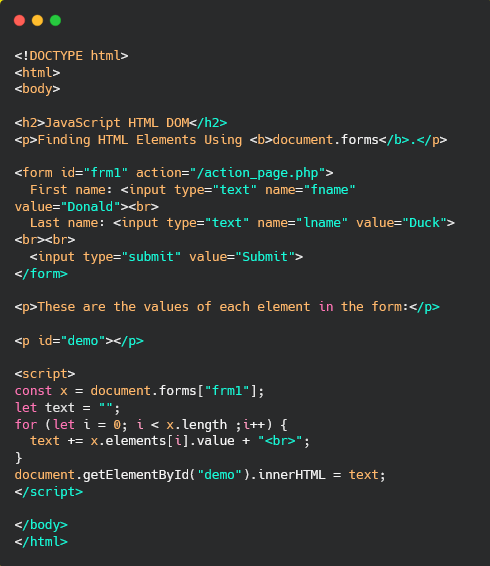 <!DOCTYPE html>
<html>
<body>

<h2>JavaScript HTML DOM</h2>
<p>Finding HTML Elements Using <b>document.forms</b>.</p>

<form id="frm1" action="/action_page.php">
  First name: <input type="text" name="fname"
value="Donald"><br>
  Last name: <input type="text" name="lname" value="Duck">
<br><br>
  <input type="submit" value="Submit">
</form>

<p>These are the values of each element in the form:</p>

<p id="demo"></p>

<script>
const x = document.forms["frm1"];
let text = "";
for (let i = 0; i < x.length ;i++) {
  text += x.elements[i].value + "<br>";
}
document.getElementById("demo").innerHTML = text;
</script>

</body>
</html>